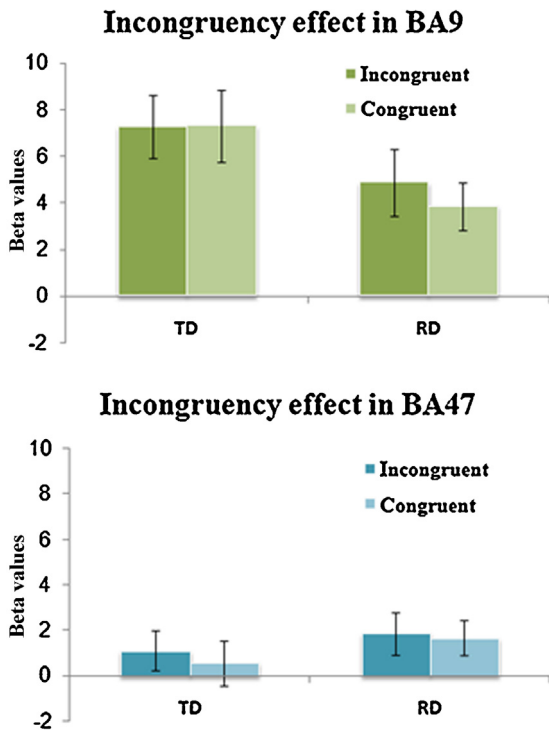 Incongruency effect in BA9
10
8
6
4
2
0
-2
Beta values
Incongruent
Congruent
TD
RD
Incongruency effect in BA47
10
8
6
4
2
0
-2
Beta values
Incongruent
Congruent
TD
RD